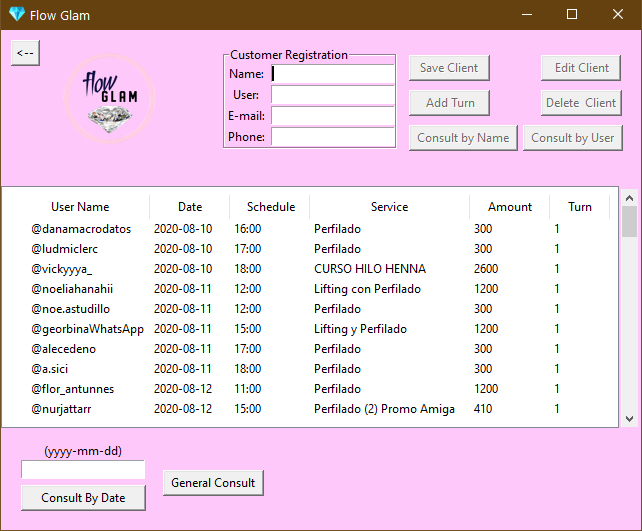 Flow Glam
<--
flow
GLAM
Customer Registration
Name:
User:
E-mail:
Phone:
Save Client Edit Client
Add Turn Delete  Client
Consult by Name Consult by User
User Name Date Schedule Service Amount Turn
@danamacrodatos 2020-08-10 16:00 Perfilado 300 1
@ludmiclerc 2020-08-10 17:00 Perfilado 300 1
@vickyyya_ 2020-08-10 18:00 CURSO HILO HENNA 2600 1
@noeliahanahii 2020-08-11 12:00 Lifting con Perfilado 1200 1
@noe.astudillo 2020-08-11 12:00 Perfilado 300 1
@georbinaWhatsApp 2020-08-11 15:00 Lifting y Perfilado 1200 1
@alecedeno 2020-08-11 17:00 Perfilado 300 1
@a.sici 2020-08-11 18:00 Perfilado 300 1
@flor_antunnes 2020-08-12 11:00 Perfilado 1200 1
@nurjattarr 2020-08-12 15:00 Perfilado (2) Promo Amiga 410 1
(yyyy-mm-dd)
Consult By Date
General Consult